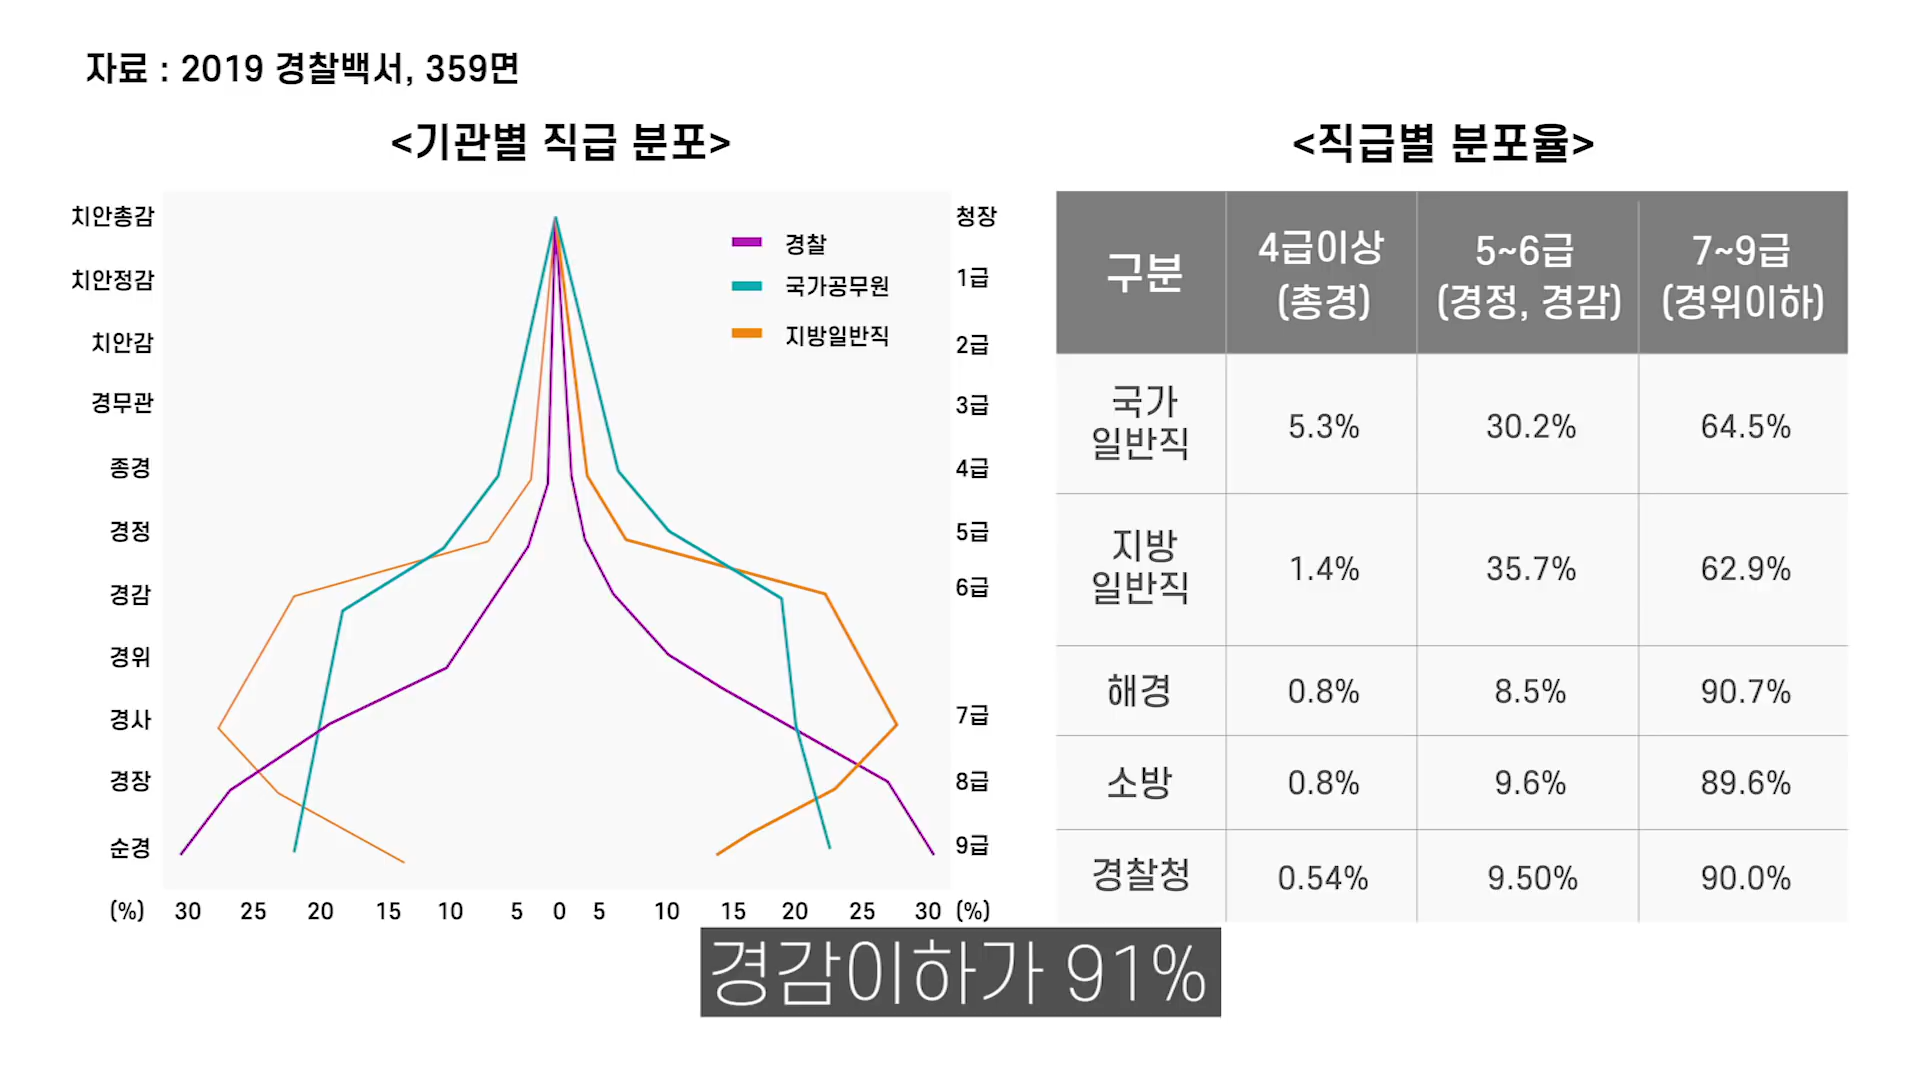 자료 : 2019 경찰백서, 359면
<기관별 직급 분포>
치안총감
치안정감
치안감
경무관
종경
경정
경감
경위
경사
경장
순경
경찰
국가공무원
지방일반직
청장
1급
2급
3급
4급
5급
6급
7급
8급
9급
(%) 30 25 20 15 10 5 0 5 10 15 20 25 30 (%)
<직급별 분포율>
구분
4급이상
(총경)
5~6급
(경정, 경감)
7~9급
(경위이하)
국가
일반직
5.3% 30.2% 64.5%
지방
일반직
1.4% 35.7% 62.9%
해경 0.8% 8.5% 90.7%
소방 0.8% 9.6% 89.6%
경찰청 0.54% 9.50% 90.0%
경감이하가 91%